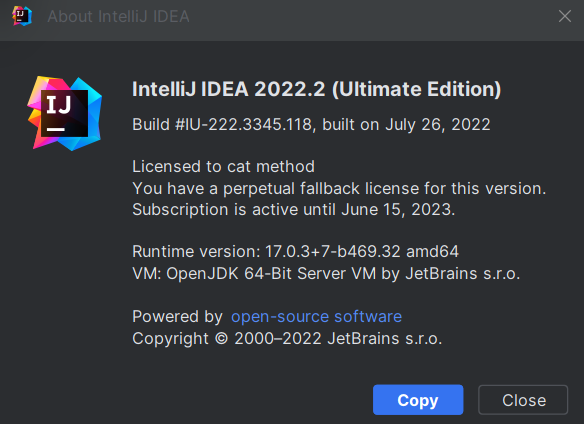 About IntelliJ IDEA
IJ
IntelliJ IDEA 2022.2 (Ultimate Edition)
Build #IU-222.3345.118, built on July 26, 2022
Licensed to cat method
You have a perpetual fallback license for this version.
Subscription is active until June 15, 2023.
Runtime version: 17.0.3+7-b469.32 amd64
VM: OpenJDK 64-Bit Server VM by JetBrains s.r.o.
Powered by open-source software
Copyright © 2000–2022 JetBrains s.r.o.
Copy Close